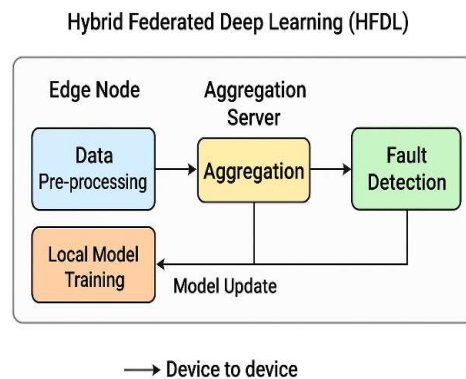 Hybrid Federated Deep Learning (HFDL)
Edge Node
Aggregation
Server
Data
Pre-processing
Aggregation
Fault
Detection
Local Model
Training
Model Update
Device to device